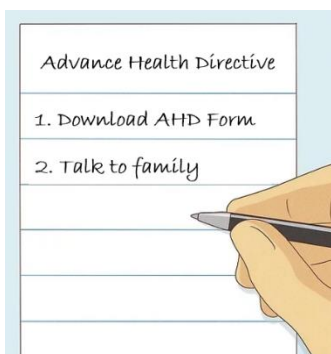 Advance Health Directive
1. Download AHD Form
2. Talk to family